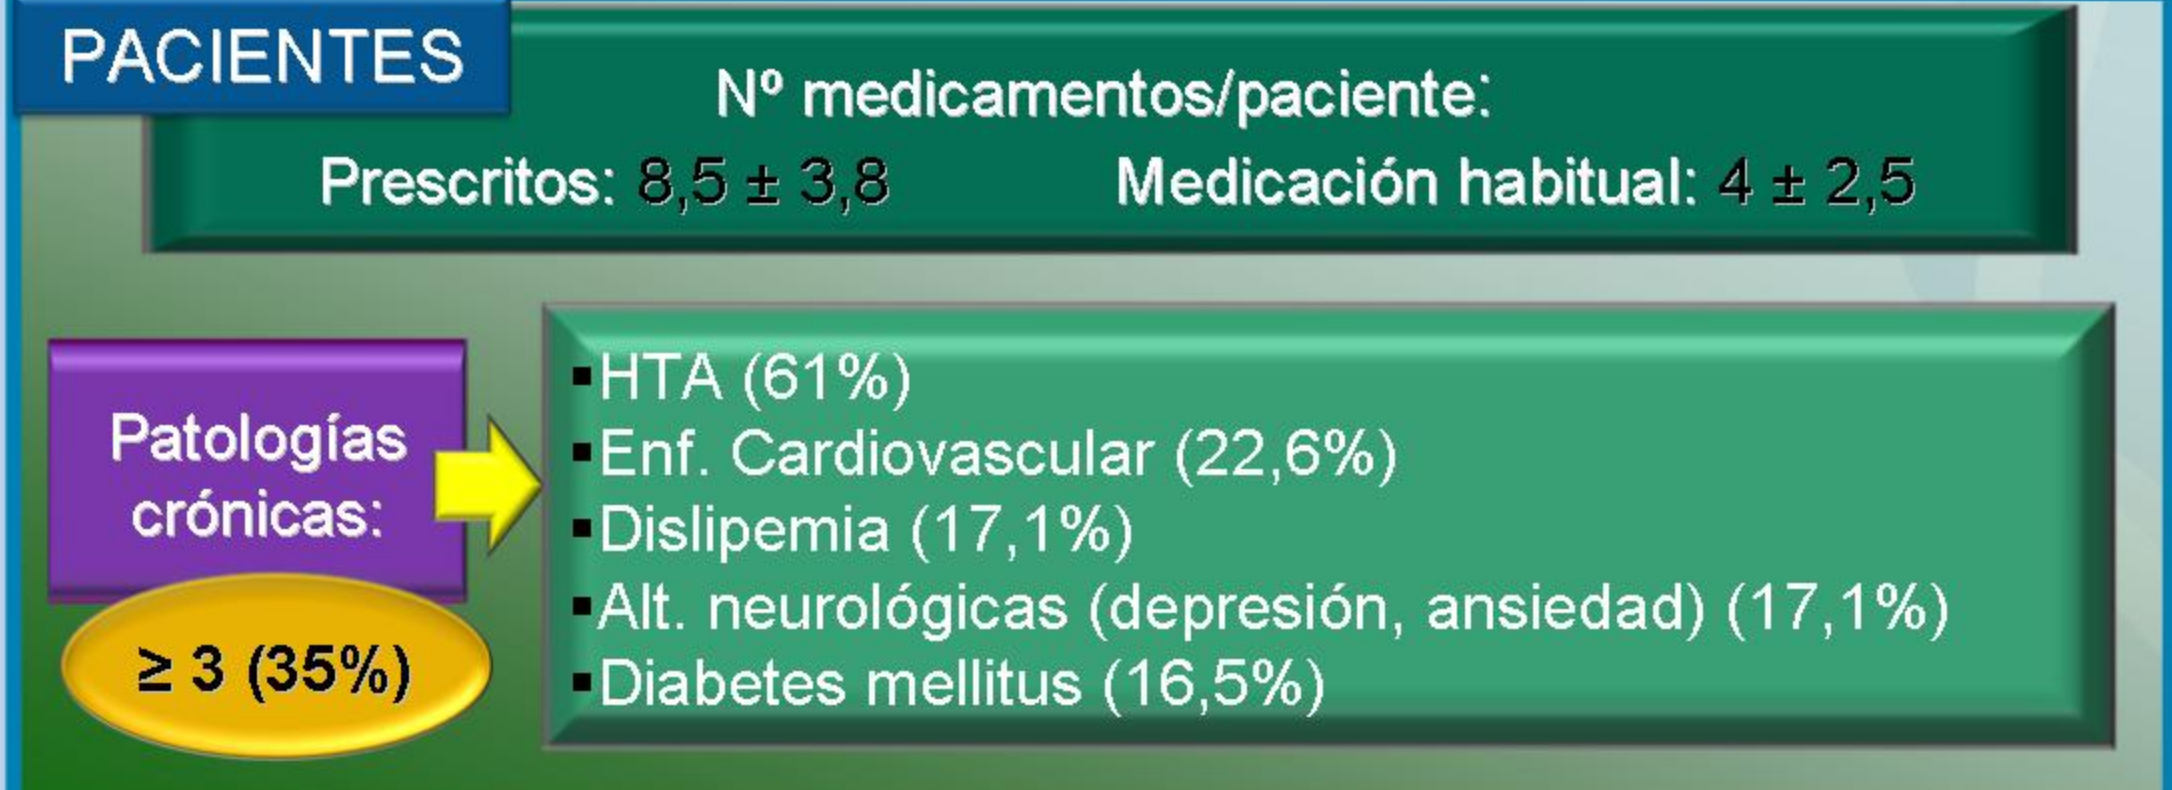 PACIENTES
Nº medicamentos/paciente:
Prescritos: 8,5 ± 3,8 Medicación habitual: 4 ± 2,5
Patologías
crónicas:
≥ 3 (35%)
▪HTA (61%)
▪Enf. Cardiovascular (22,6%)
▪Dislipemia (17,1%)
▪Alt. neurológicas (depresión, ansiedad) (17,1%)
▪Diabetes mellitus (16,5%)